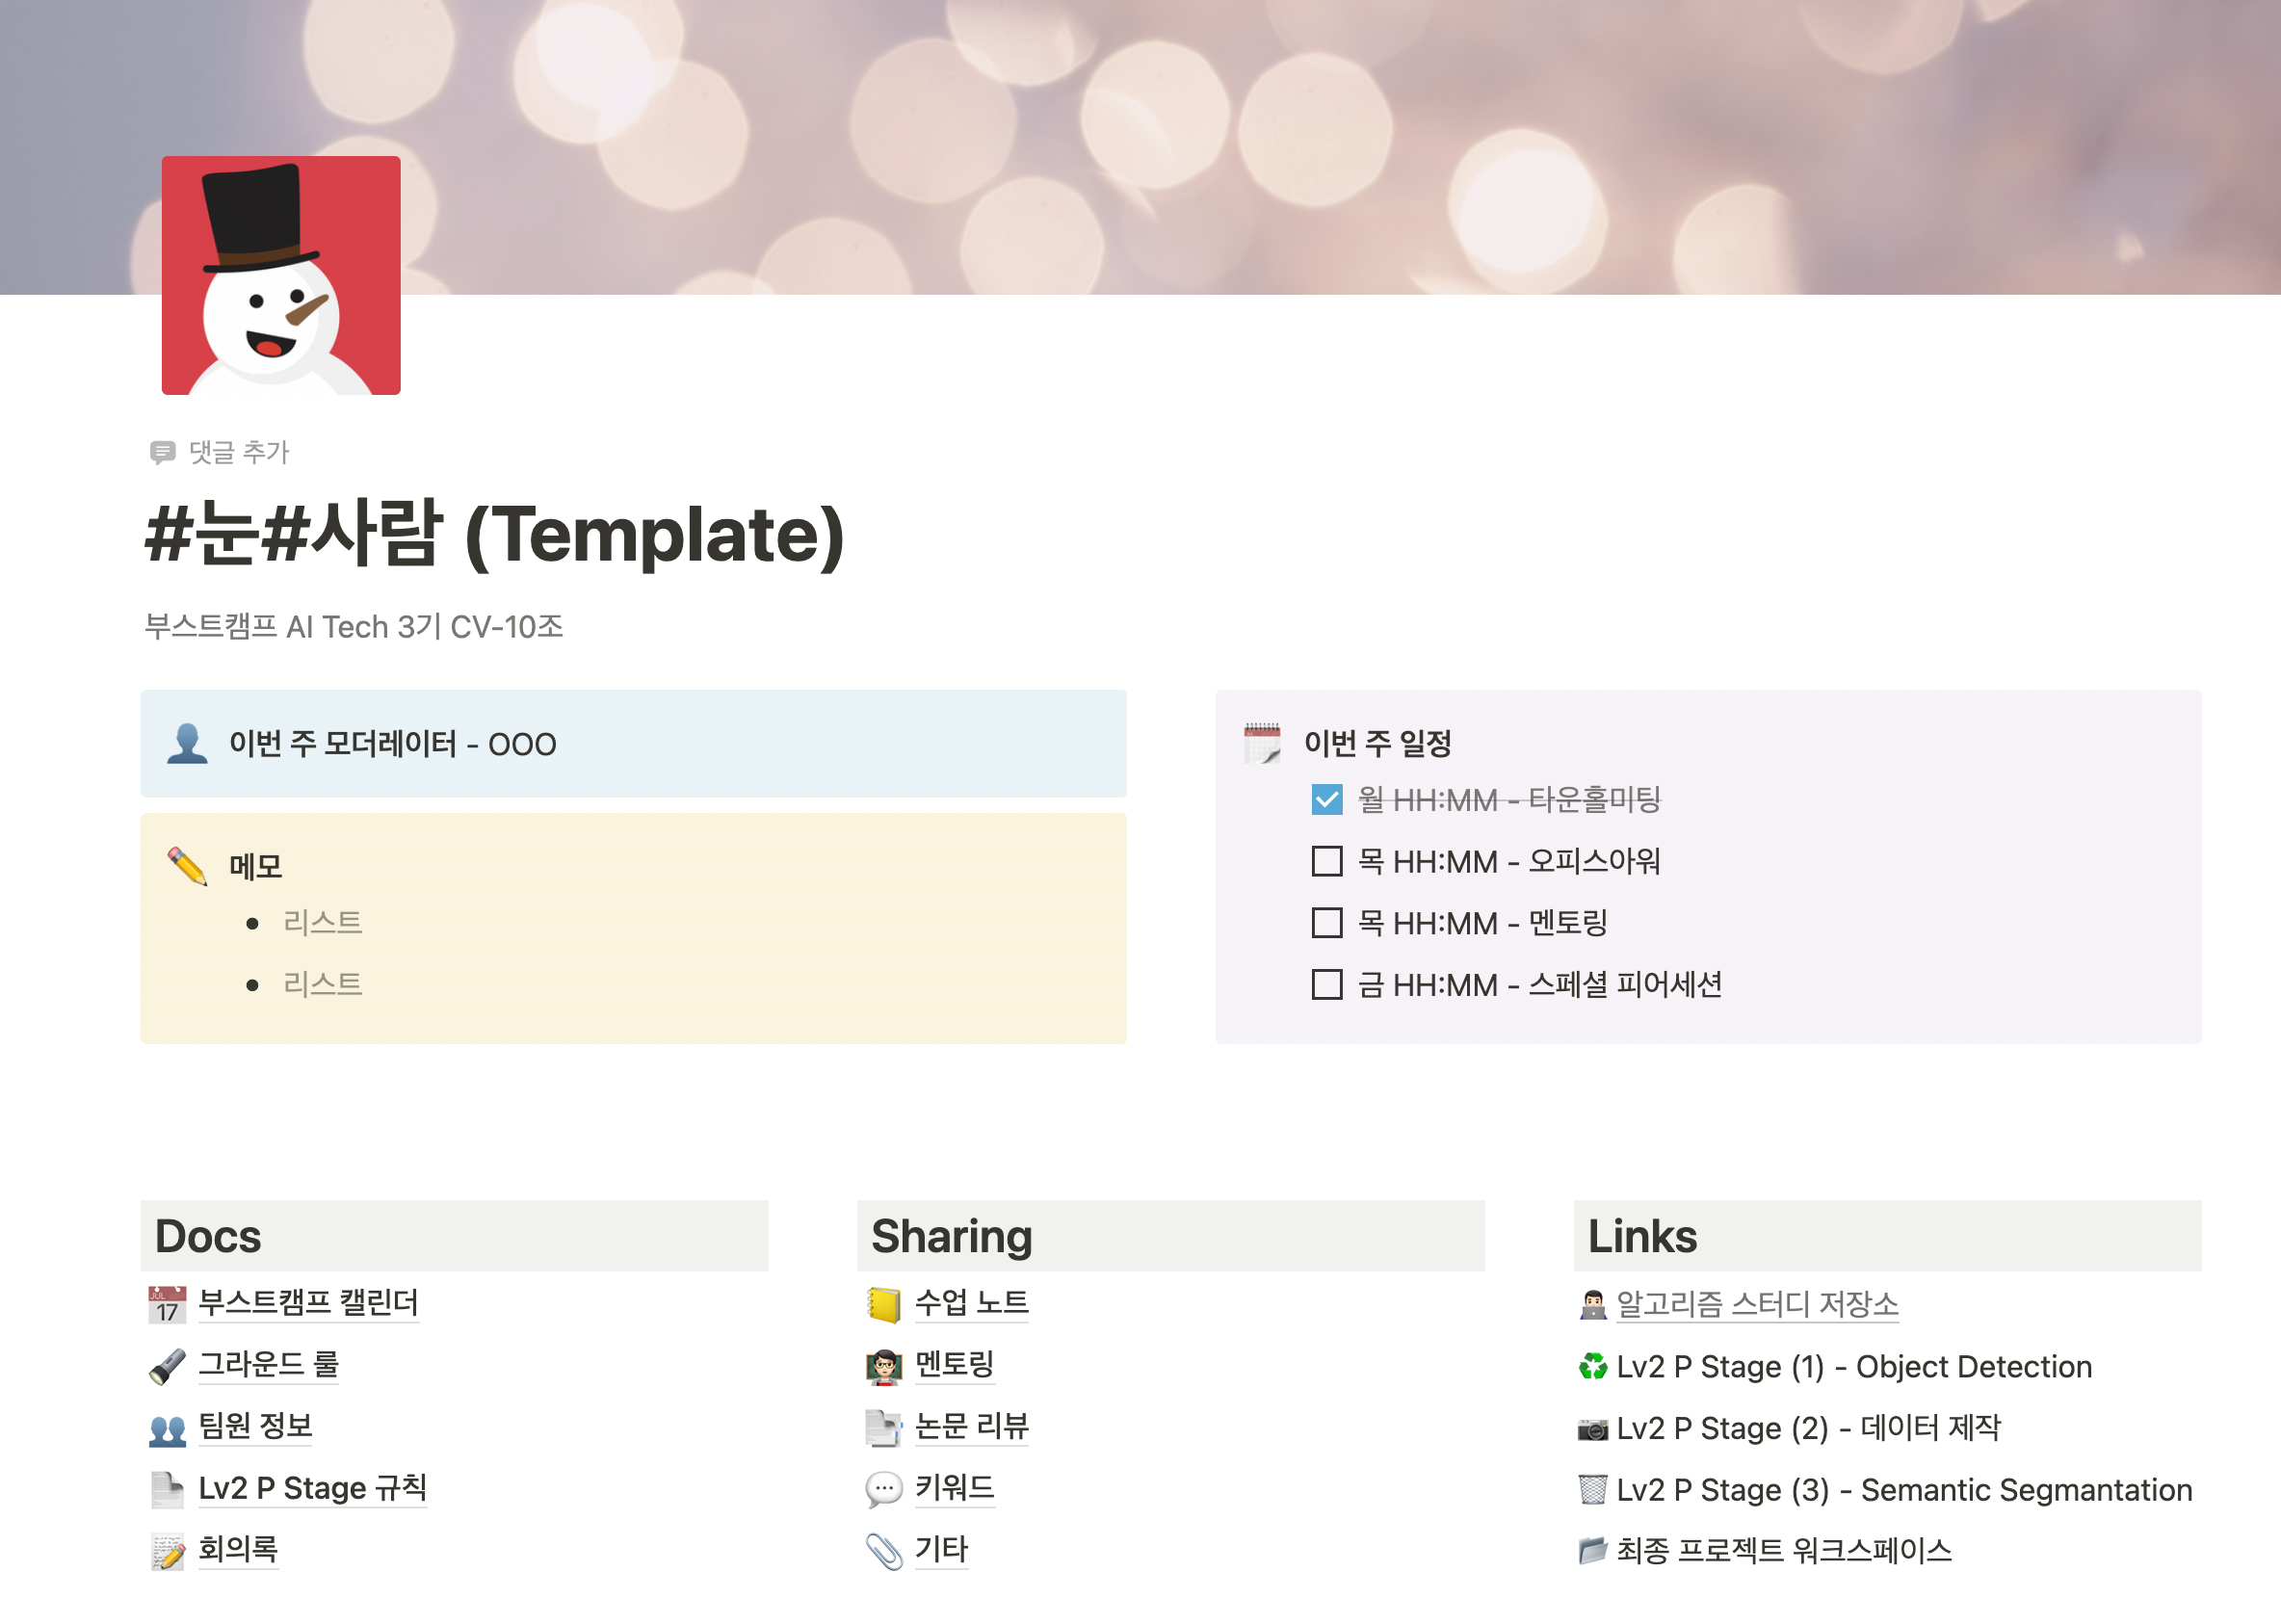 댓글 추가
#눈#사람 (Template)
부스트캠프 AI Tech 3기 CV-10조
이번 주 모더레이터 - OOO
메모
리스트
리스트
이번 주 일정
월 HH:MM - 타운홀미팅
목 HH:MM - 오피스아워
목 HH:MM - 멘토링
금 HH:MM - 스페셜 피어세션
Docs
JUL
17
부스트캠프 캘린더
그라운드 룰
팀원 정보
Lv2 P Stage 규칙
회의록
Sharing
수업 노트
멘토링
논문 리뷰
키워드
기타
Links
알고리즘 스터디 저장소
Lv2 P Stage (1) - Object Detection
Lv2 P Stage (2) - 데이터 제작
Lv2 P Stage (3) - Semantic Segmantation
최종 프로젝트 워크스페이스